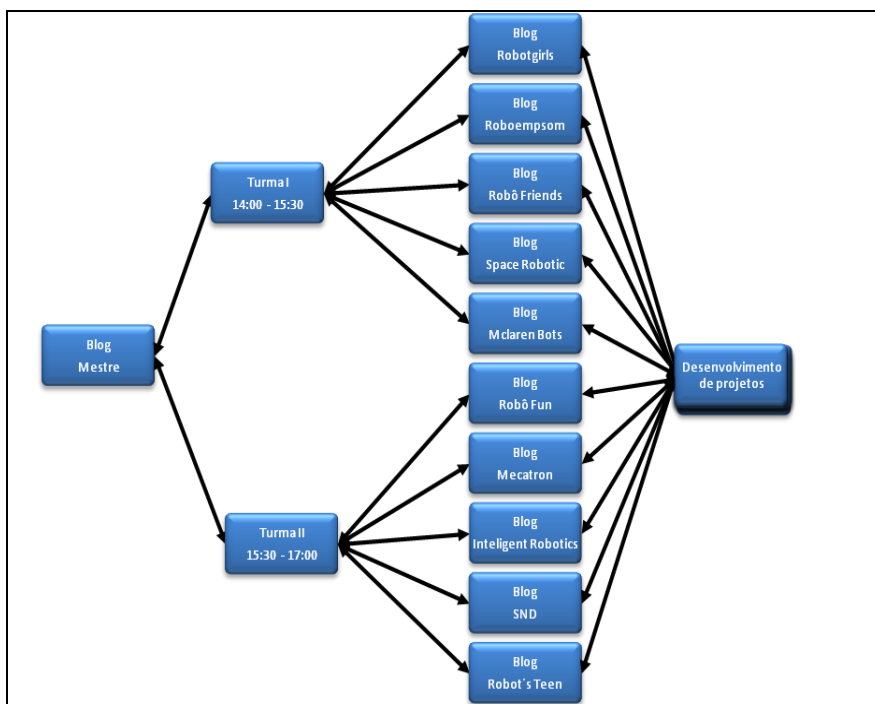 Blog
Mestre
Turma I
14:00 - 15:30
Turma II
15:30 - 17:00
Blog
Robotgirls
Blog
Roboempsom
Blog
Robô Friends
Blog
Space Robotic
Blog
Mclaren Bots
Blog
Robô Fun
Blog
Mecatron
Blog
Inteligent Robotics
Blog
SND
Blog
Robot´s Teen
Desenvolvimento
de projetos